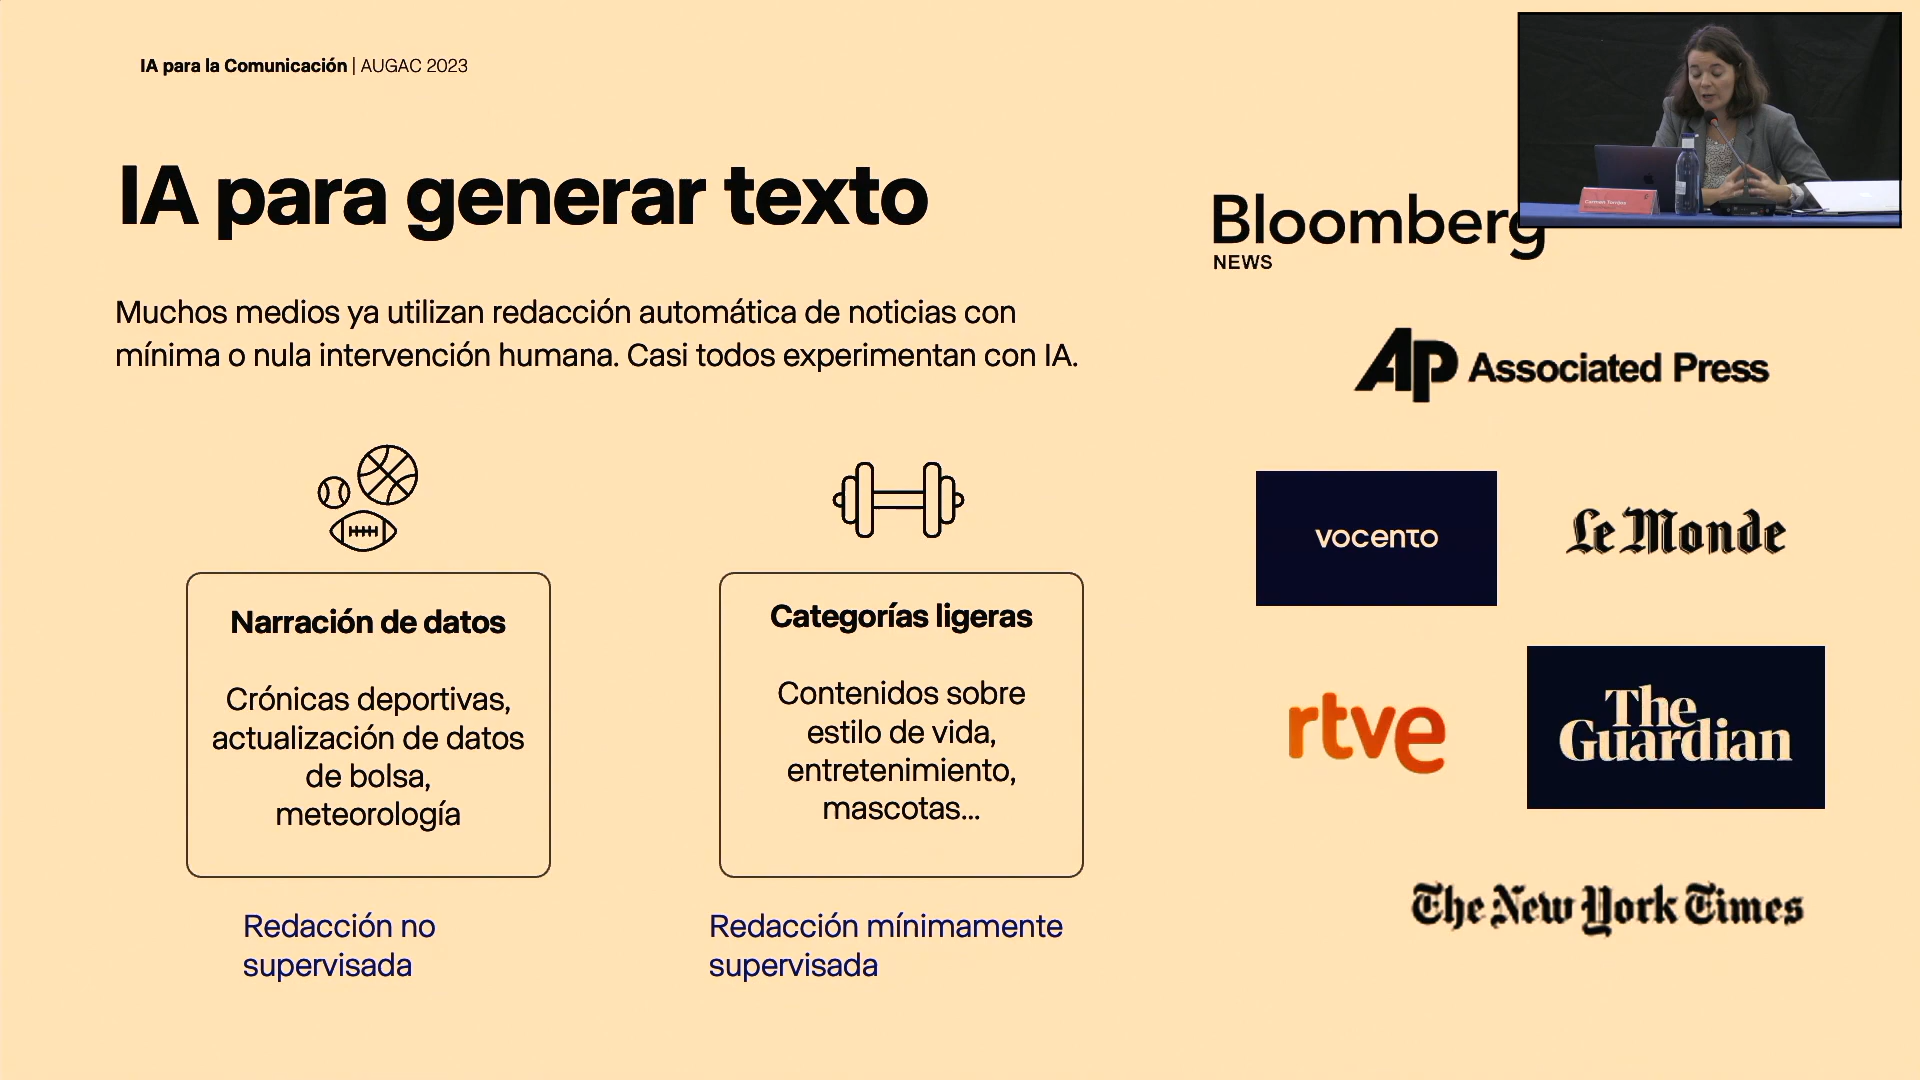 IA para la Comunicación | AUGAC 2023
IA para generar texto
Muchos medios ya utilizan redacción automática de noticias con
mínima o nula intervención humana. Casi todos experimentan con IA.
Narración de datos
Crónicas deportivas,
actualización de datos
de bolsa,
meteorología
Redacción no
supervisada
Categorías ligeras
Contenidos sobre
estilo de vida,
entretenimiento,
mascotas...
Redacción mínimamente
supervisada
Bloomberg
NEWS
AP Associated Press
vocento
Le Monde
rtve
The
Guardian
The New York Times
Carmen Torrijos